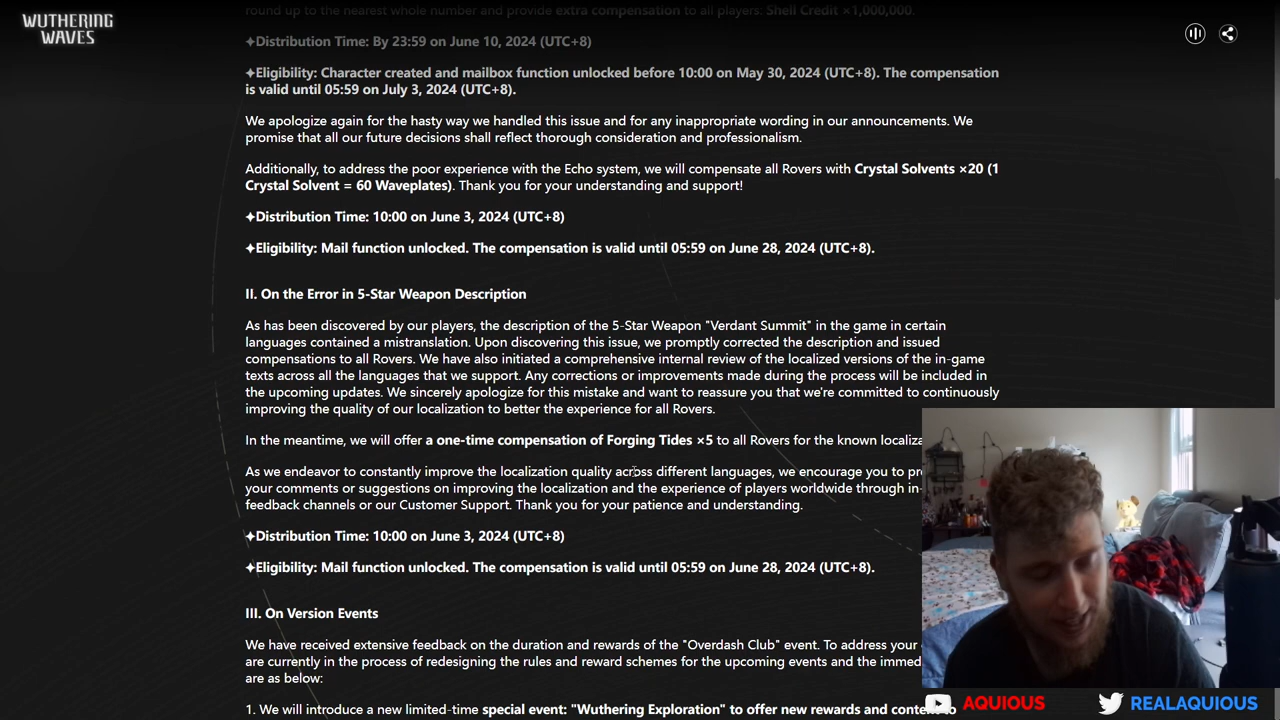 WUTHERING
WAVES
round up to the nearest whole number and provide extra compensation to all players: Shell Credit ×1,000,000.
✦Distribution Time: By 23:59 on June 10, 2024 (UTC+8)
✦Eligibility: Character created and mailbox function unlocked before 10:00 on May 30, 2024 (UTC+8). The compensation
is valid until 05:59 on July 3, 2024 (UTC+8).
We apologize again for the hasty way we handled this issue and for any inappropriate wording in our announcements. We
promise that all our future decisions shall reflect thorough consideration and professionalism.
Additionally, to address the poor experience with the Echo system, we will compensate all Rovers with Crystal Solvents ×20 (1
Crystal Solvent = 60 Waveplates). Thank you for your understanding and support!
✦Distribution Time: 10:00 on June 3, 2024 (UTC+8)
✦Eligibility: Mail function unlocked. The compensation is valid until 05:59 on June 28, 2024 (UTC+8).
II. On the Error in 5-Star Weapon Description
As has been discovered by our players, the description of the 5-Star Weapon "Verdant Summit" in the game in certain
languages contained a mistranslation. Upon discovering this issue, we promptly corrected the description and issued
compensations to all Rovers. We have also initiated a comprehensive internal review of the localized versions of the in-game
texts across all the languages that we support. Any corrections or improvements made during the process will be included in
the upcoming updates. We sincerely apologize for this mistake and want to reassure you that we're committed to continuously
improving the quality of our localization to better the experience for all Rovers.
In the meantime, we will offer a one-time compensation of Forging Tides ×5 to all Rovers for the known localiza
As we endeavor to constantly improve the localization quality across different languages, we encourage you to pr
your comments or suggestions on improving the localization and the experience of players worldwide through in-
feedback channels or our Customer Support. Thank you for your patience and understanding.
✦Distribution Time: 10:00 on June 3, 2024 (UTC+8)
✦Eligibility: Mail function unlocked. The compensation is valid until 05:59 on June 28, 2024 (UTC+8).
III. On Version Events
We have received extensive feedback on the duration and rewards of the "Overdash Club" event. To address your
are currently in the process of redesigning the rules and reward schemes for the upcoming events and the immed
are as below:
1. We will introduce a new limited-time special event: "Wuthering Exploration" to offer new rewards and content to
AQUIOUS
REALAQUIOUS